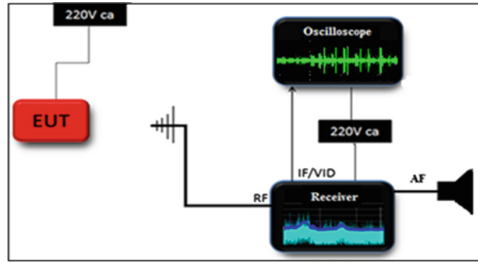 220V ca
Oscilloscope
EUT
220V ca
IF/VID
AF
RF
Receiver